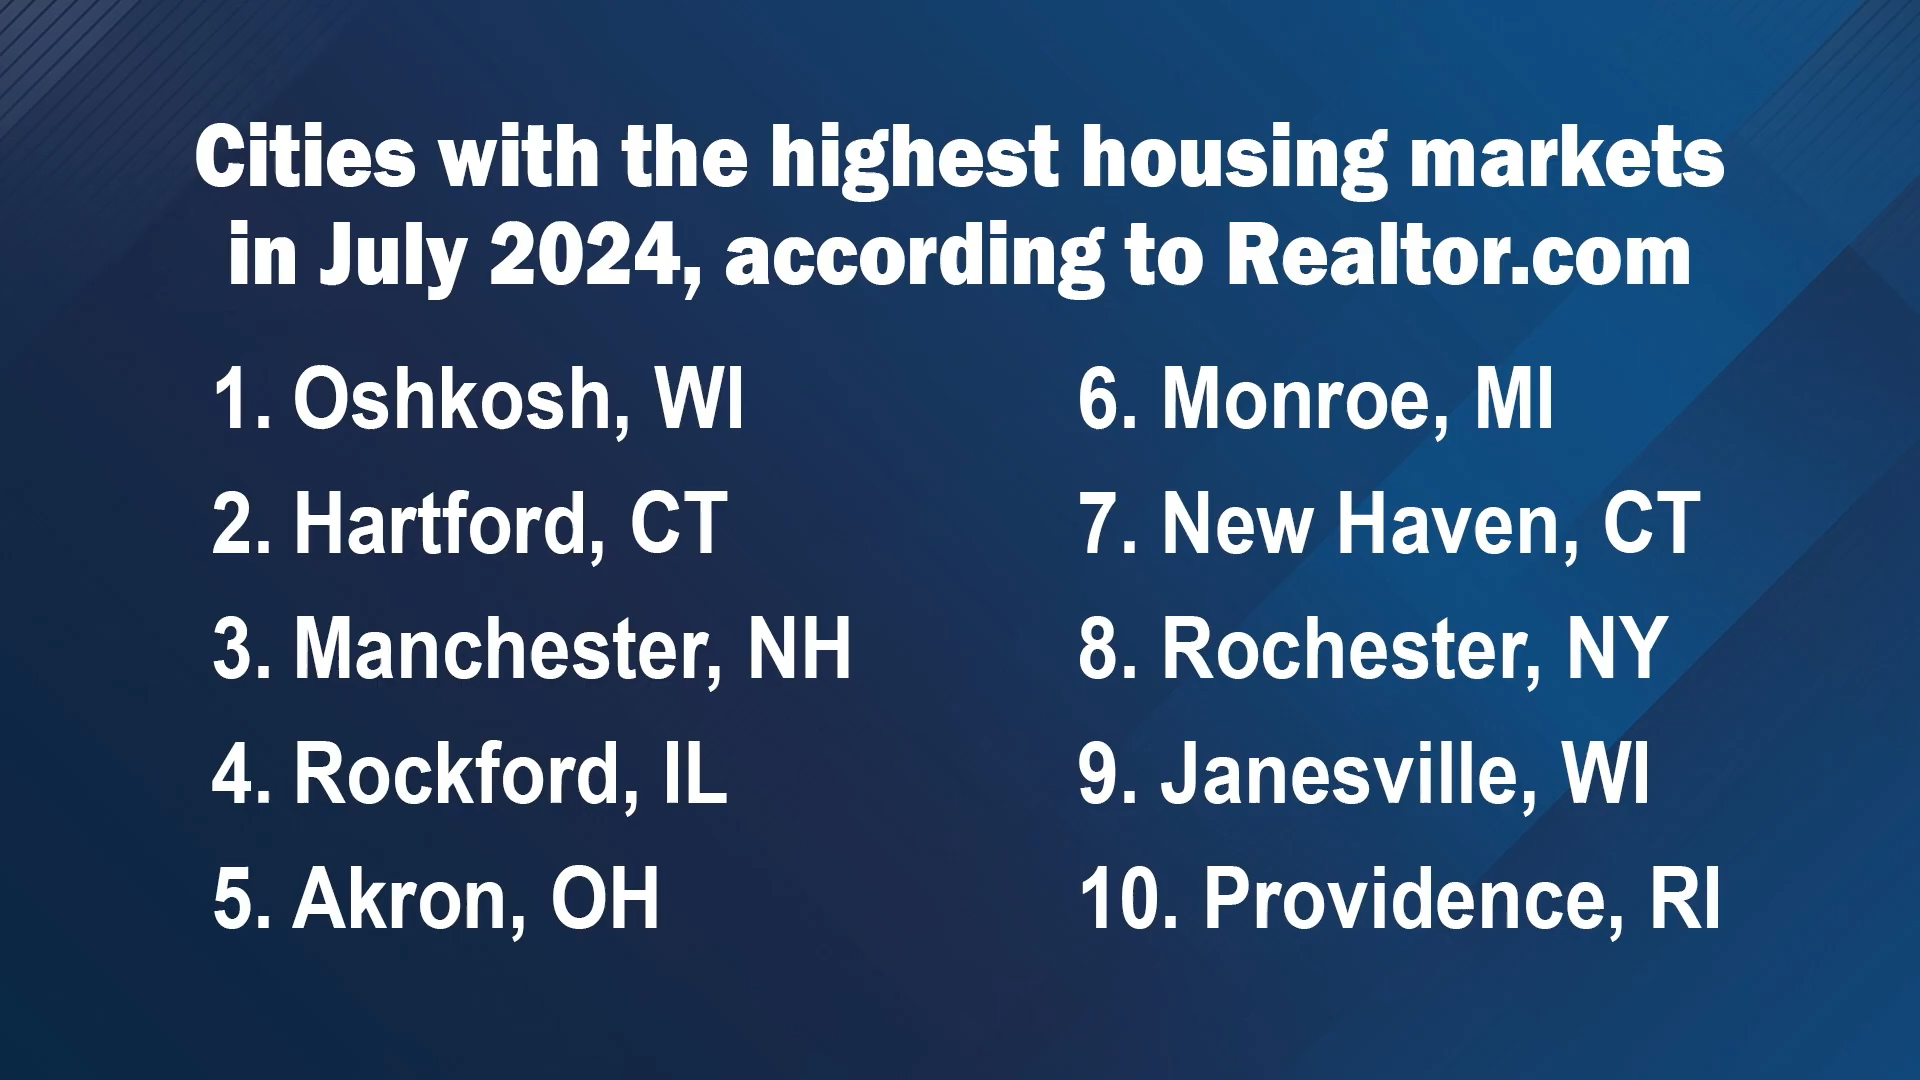 Cities with the highest housing markets
in July 2024, according to Realtor.com
1. Oshkosh, WI
2. Hartford, CT
3. Manchester, NH
4. Rockford, IL
5. Akron, OH
6. Monroe, MI
7. New Haven, CT
8. Rochester, NY
9. Janesville, WI
10. Providence, RI